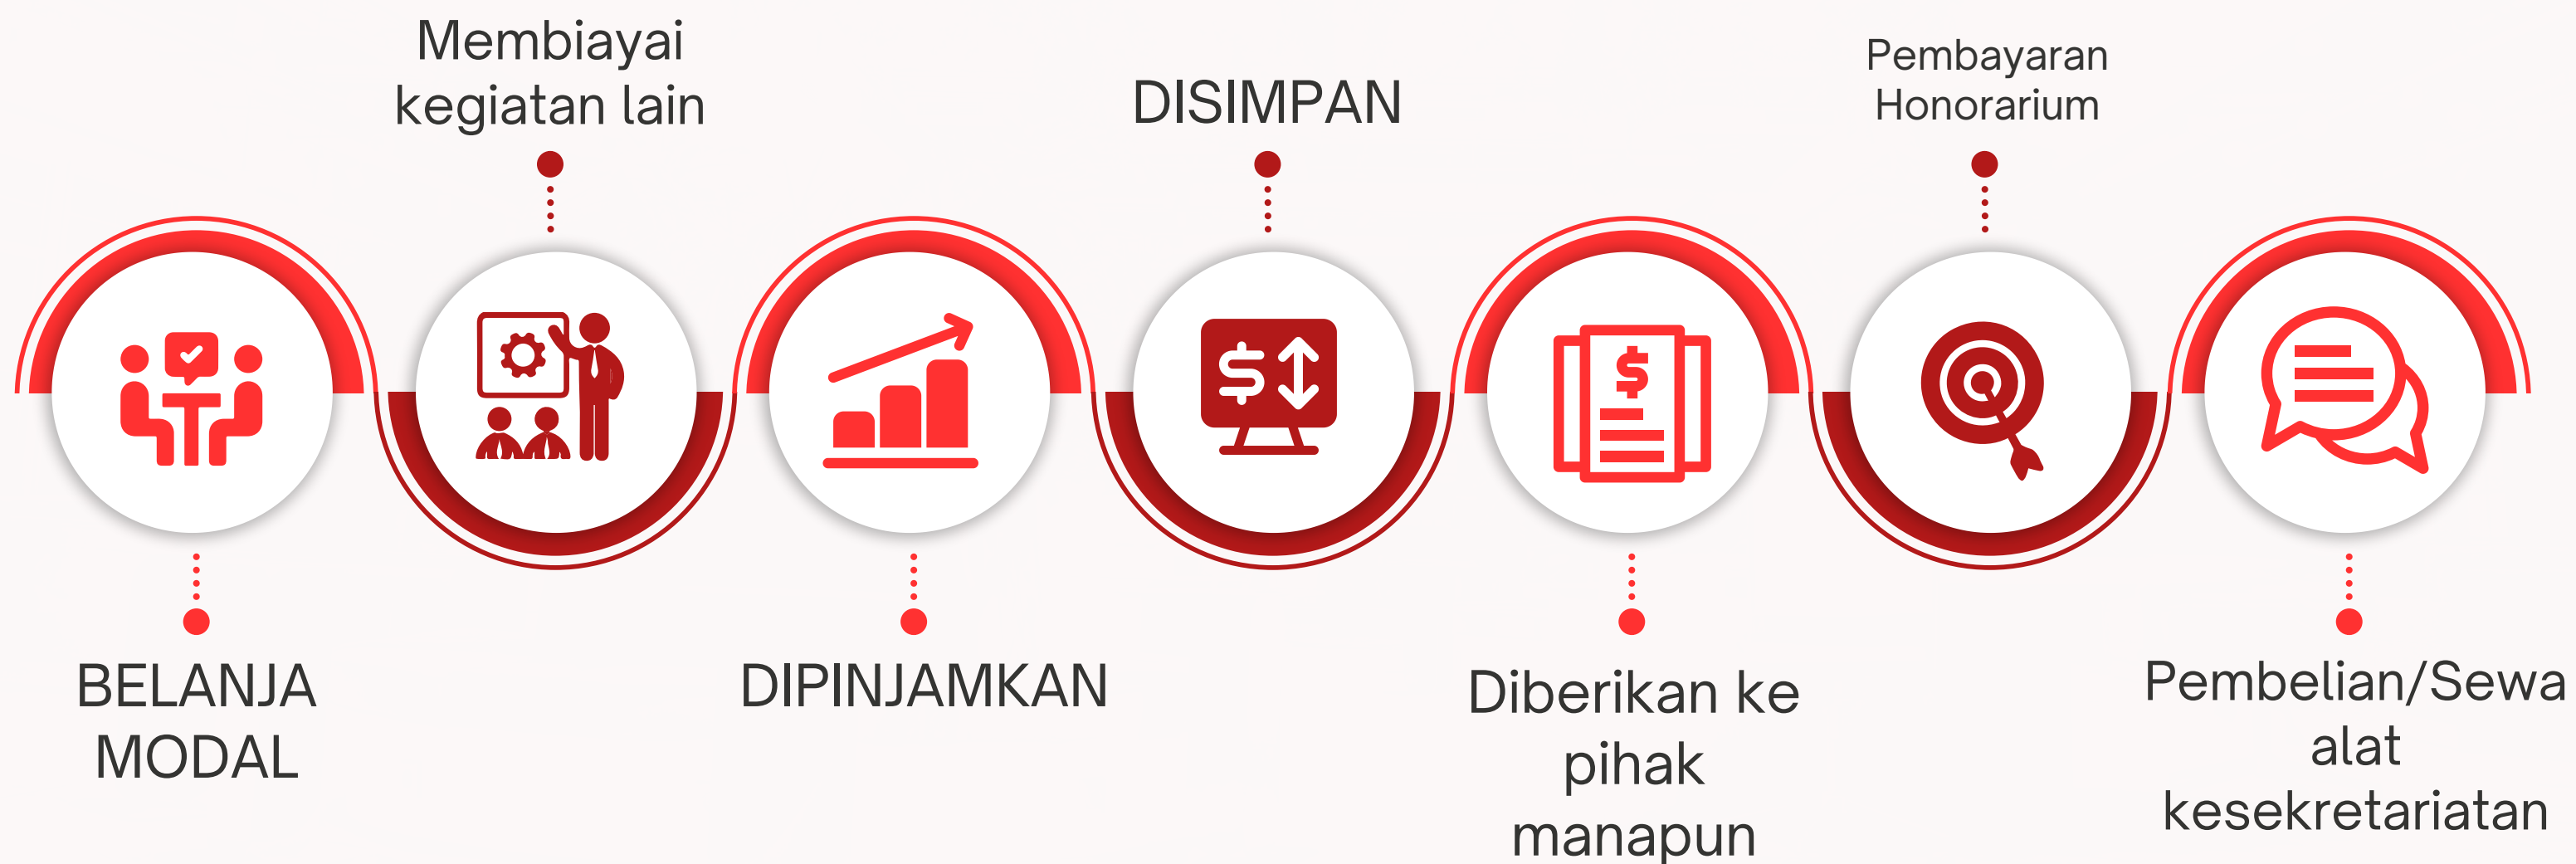 BELANJA
MODAL
Membiayai
kegiatan lain
DIPINJAMKAN
DISIMPAN
Diberikan ke
pihak
manapun
Pembayaran
Honorarium
Pembelian/Sewa
alat
kesekretariatan